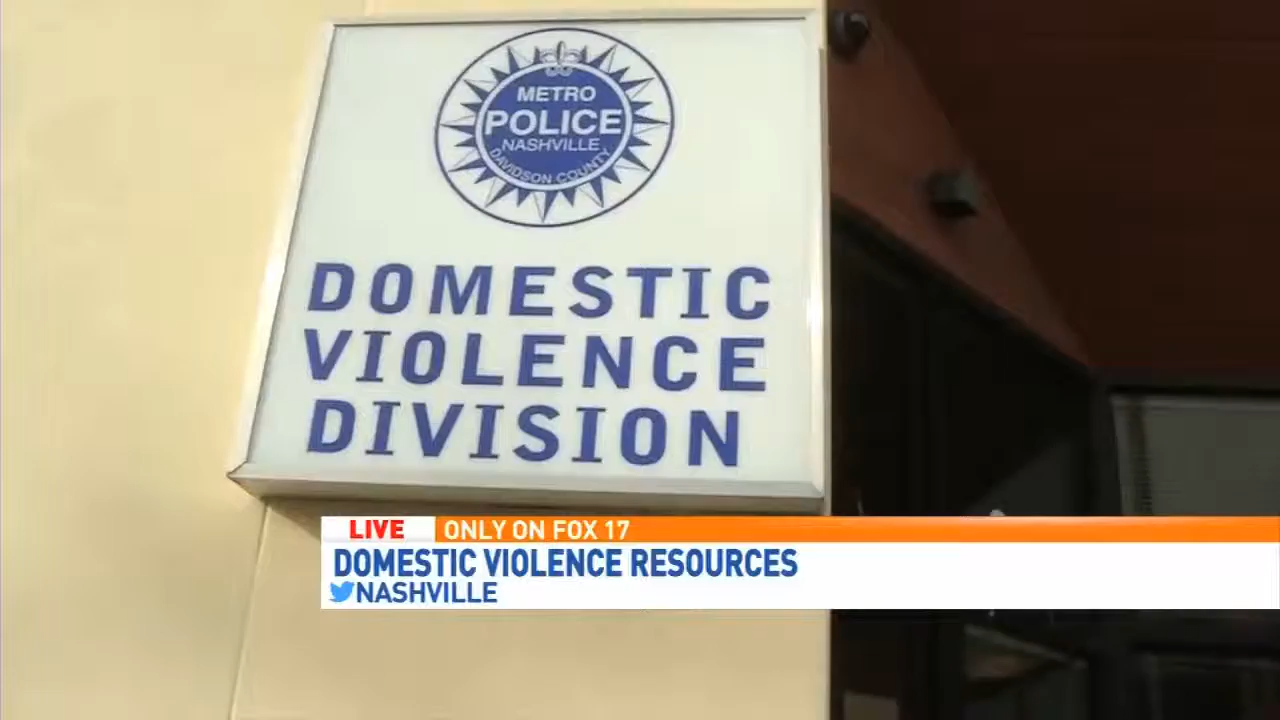 METRO
POLICE
NASHVILLE
DAVIDSON COUNTY
DOMESTIC
VIOLENCE
DIVISION
LIVE ONLY ON FOX 17
DOMESTIC VIOLENCE RESOURCES
NASHVILLE